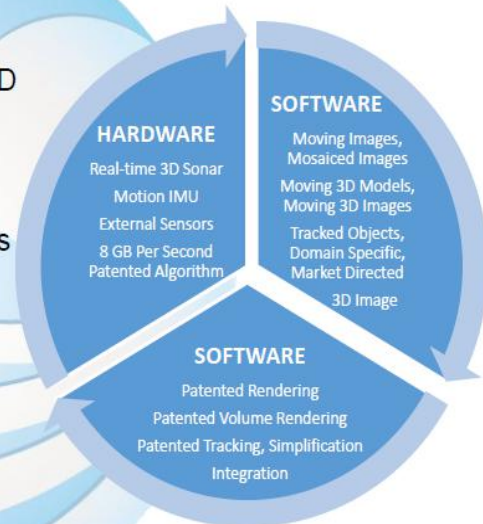 D
s
HARDWARE
Real-time 3D Sonar
Motion IMU
External Sensors
8 GB Per Second
Patented Algorithm
SOFTWARE
Moving Images,
Mosaiced Images
Moving 3D Models,
Moving 3D Images
Tracked Objects,
Domain Specific,
Market Directed
3D Image
SOFTWARE
Patented Rendering
Patented Volume Rendering
Patented Tracking, Simplification
Integration